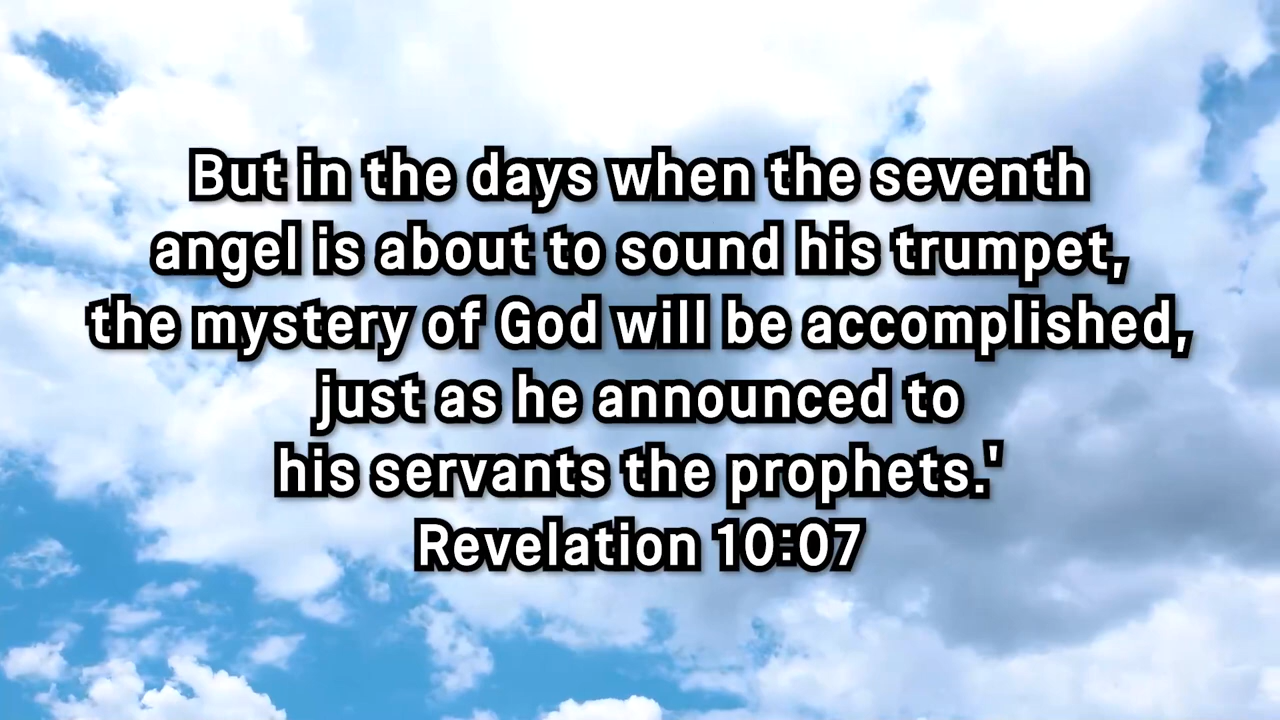 But in the days when the seventh
angel is about to sound his trumpet,
the mystery of God will be accomplished,
just as he announced to
his servants the prophets.'
Revelation 10:07